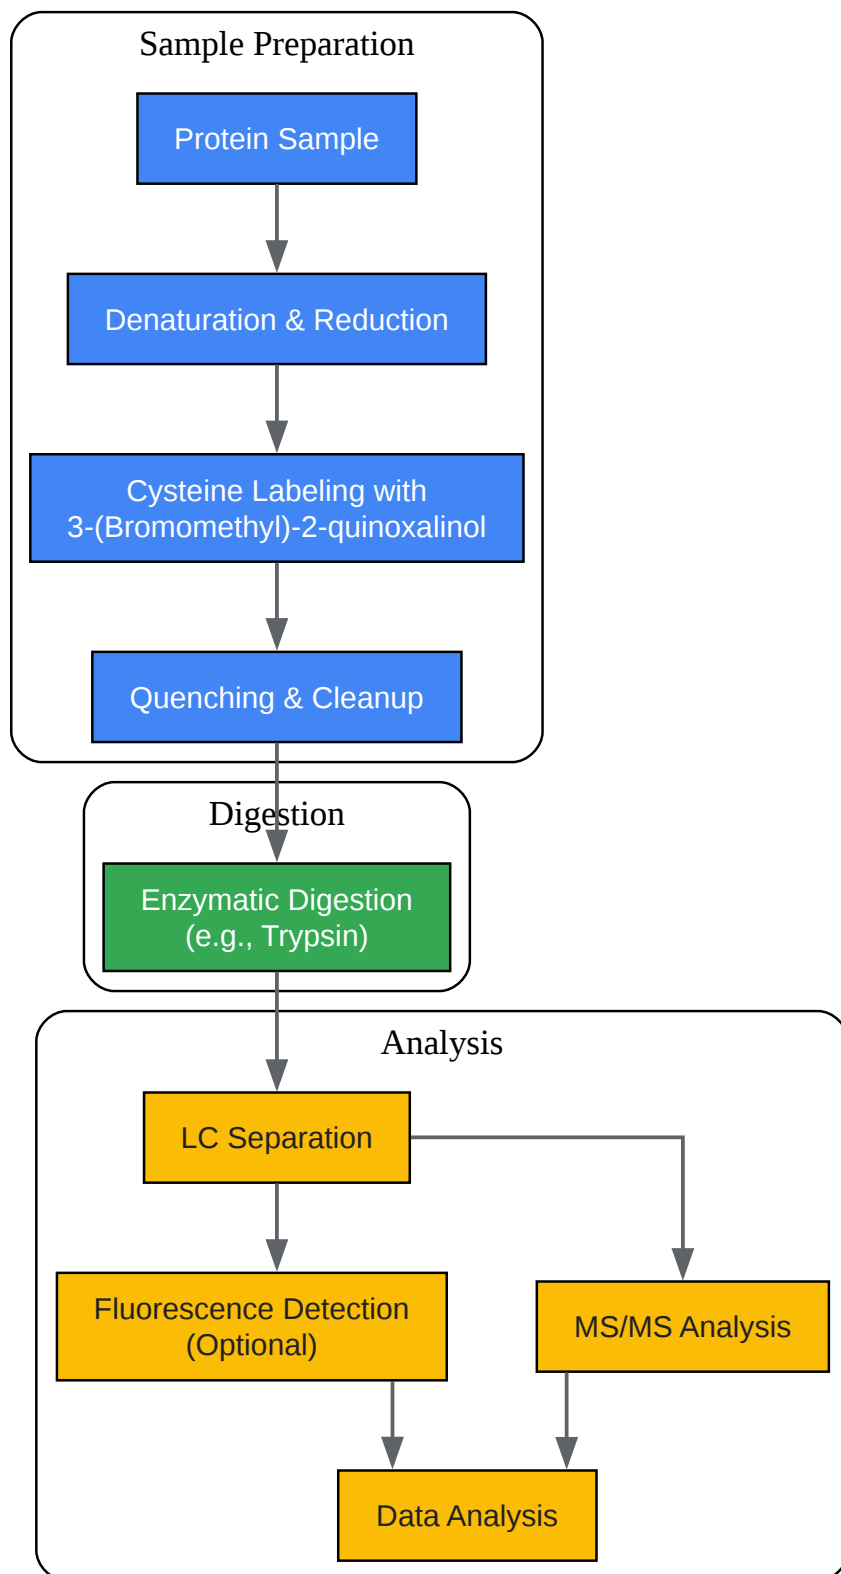 Sample Preparation
Protein Sample
Denaturation & Reduction
Cysteine Labeling with
3-(Bromomethyl)-2-quinoxalinol
Quenching & Cleanup
Digestion
Enzymatic Digestion
(e.g., Trypsin)
Analysis
LC Separation
Fluorescence Detection
(Optional)
MS/MS Analysis
Data Analysis